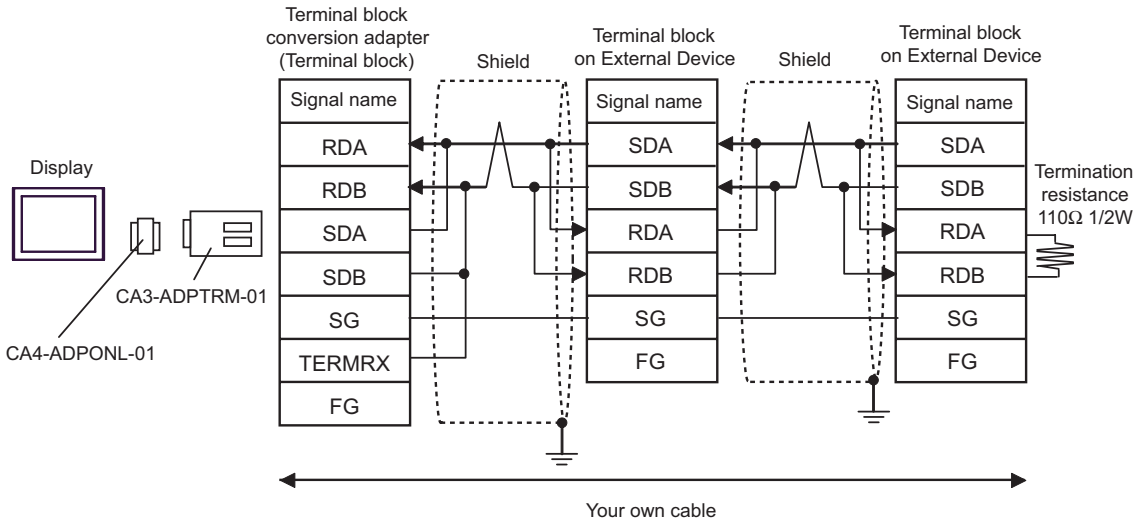 Display
CA4-ADPONL-01
CA3-ADPTRM-01
Terminal block
conversion adapter
(Terminal block)
Signal name
RDA
RDB
SDA
SDB
SG
TERMRX
FG
Shield
Terminal block
on External Device
Signal name
SDA
SDB
RDA
RDB
SG
FG
Shield
Terminal block
on External Device
Signal name
SDA
SDB
RDA
RDB
SG
FG
Termination
resistance
110Ω 1/2W
Your own cable